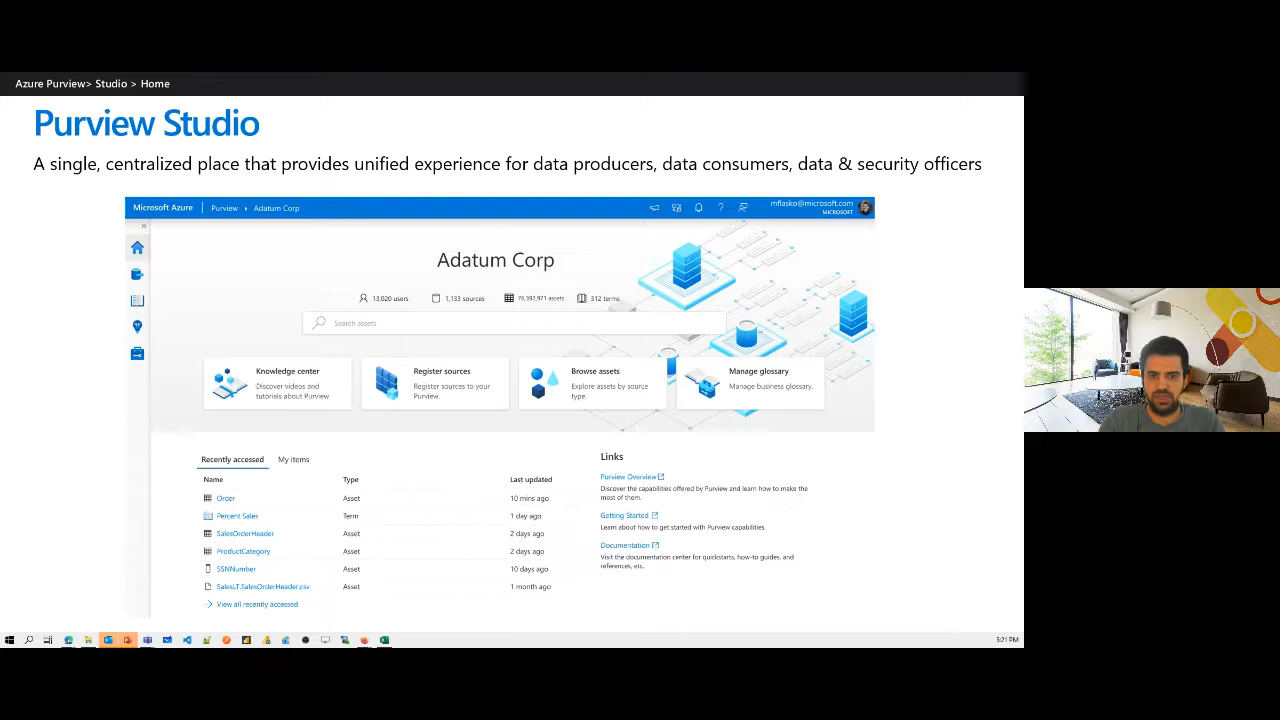 Azure Purview> Studio > Home
Purview Studio
A single, centralized place that provides unified experience for data producers, data consumers, data & security officers
Microsoft Azure | Purview ▸ Adatum Corp
mflasko@microsoft.com
MICROSOFT
Adatum Corp
13,020 users 1,133 sources 76,392,971 assets 312 terms
Search assets
Knowledge center
Discover videos and
tutorials about Purview.
Register sources
Register sources to your
Purview.
Browse assets
Explore assets by source
type.
Manage glossary
Manage business glossary.
Recently accessed My items
Name Type Last updated
Order Asset 10 mins ago
Percent Sales Term 1 day ago
SalesOrderHeader Asset 2 days ago
ProductCategory Asset 2 days ago
SSNNumber Asset 10 days ago
SalesLT.SalesOrderHeader.csv Asset 1 month ago
View all recently accessed
Links
Purview Overview
Discover the capabilities offered by Purview and learn how to make the
most of them.
Getting Started
Learn about how to get started with Purview capabilities.
Documentation
Visit the documentation center for quickstarts, how-to guides, and
references, etc.
5:21 PM